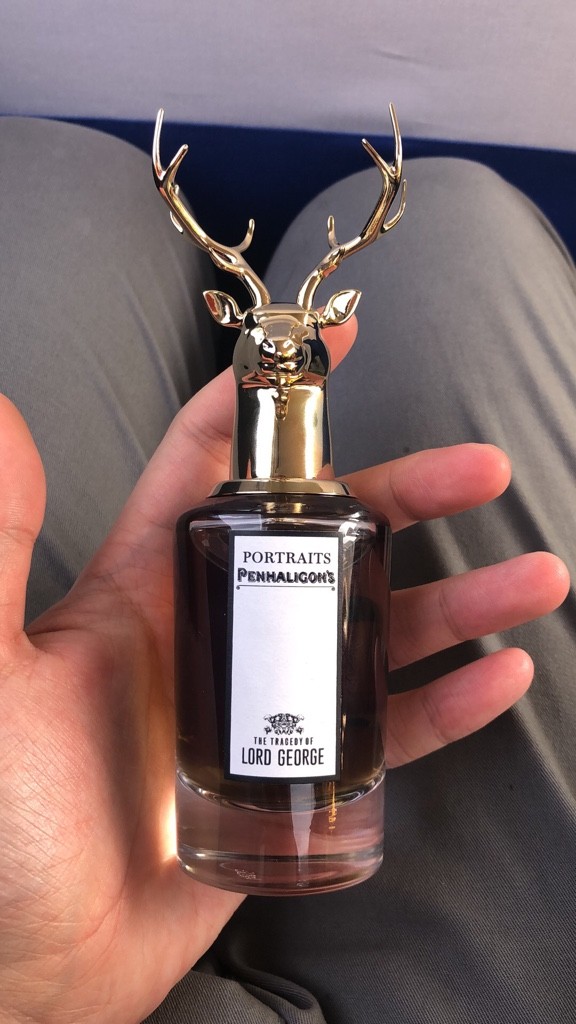 PORTRAITS
PENHALIGON'S
THE TRAGEDY OF
LORD GEORGE